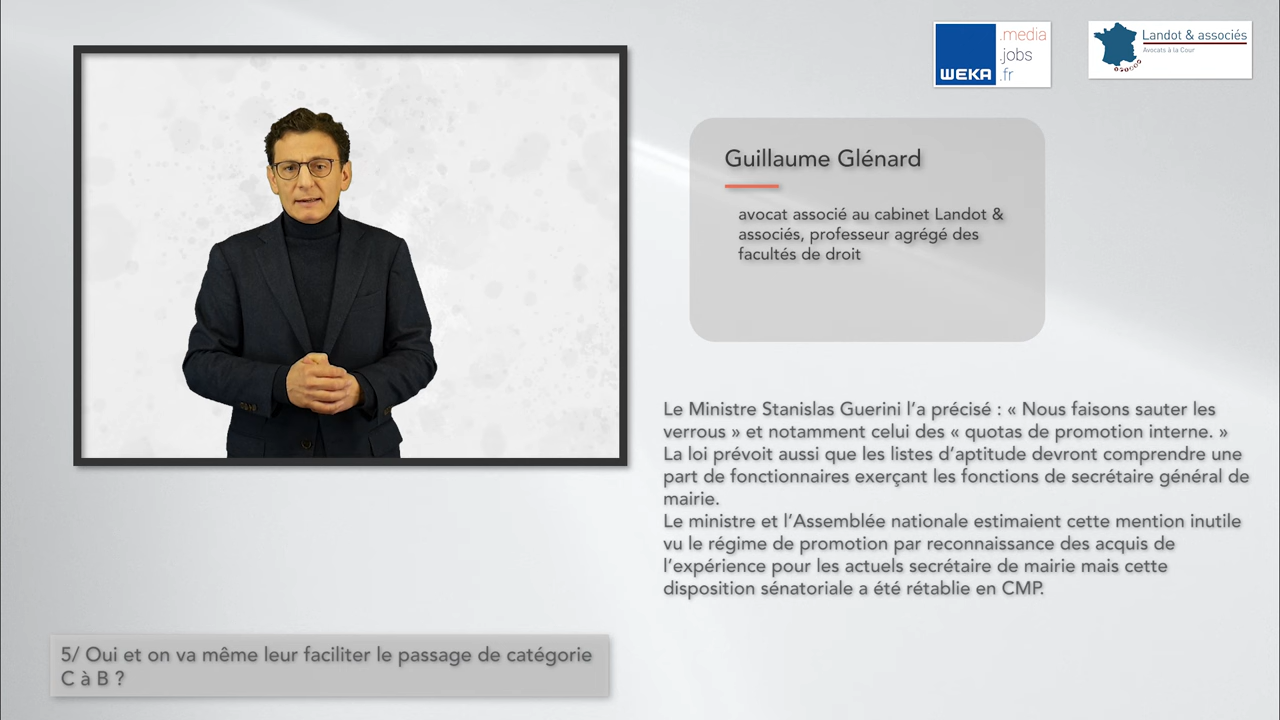 WEKA
.media
.jobs
.fr
Landot & associés
Avocats à la Cour
Guillaume Glénard
avocat associé au cabinet Landot &
associés, professeur agrégé des
facultés de droit
Le Ministre Stanislas Guerini l’a précisé : « Nous faisons sauter les
verrous » et notamment celui des « quotas de promotion interne. »
La loi prévoit aussi que les listes d’aptitude devront comprendre une
part de fonctionnaires exerçant les fonctions de secrétaire général de
mairie.
Le ministre et l’Assemblée nationale estimaient cette mention inutile
vu le régime de promotion par reconnaissance des acquis de
l’expérience pour les actuels secrétaire de mairie mais cette
disposition sénatoriale a été rétablie en CMP.
5/ Oui et on va même leur faciliter le passage de catégorie
C à B ?